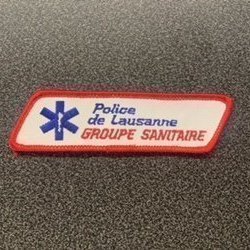 Police
de Lausanne
GROUPE SANITAIRE